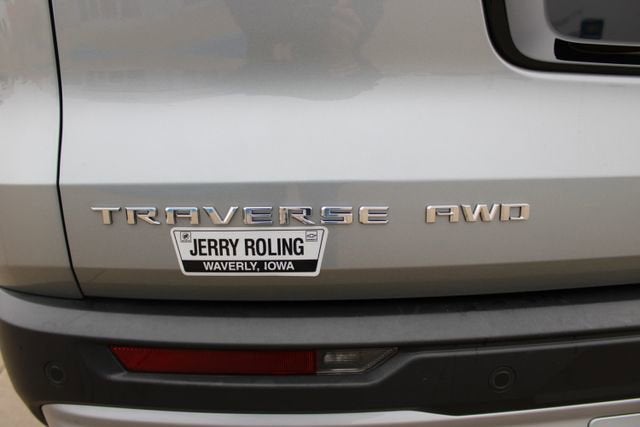 TRAVERSE AWD
JERRY ROLING
WAVERLY, IOWA